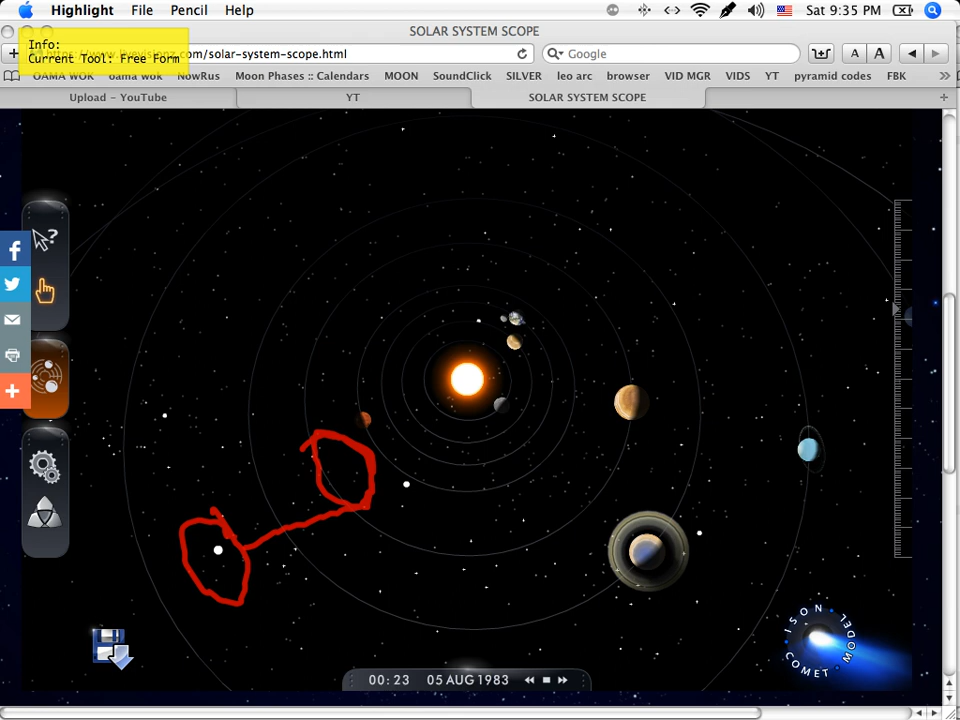 Highlight File Pencil Help Sat 9:35 PM
SOLAR SYSTEM SCOPE
/solar-system-scope.html Google A A
OAMA WOK oama wok NowRus Moon Phases :: Calendars MOON SoundClick SILVER leo arc browser VID MGR VIDS YT pyramid codes FBK
Info:
Current Tool: Free Form
Upload – YouTube YT SOLAR SYSTEM SCOPE
ISON MODEL COMET
00: 23 05 AUG 1983